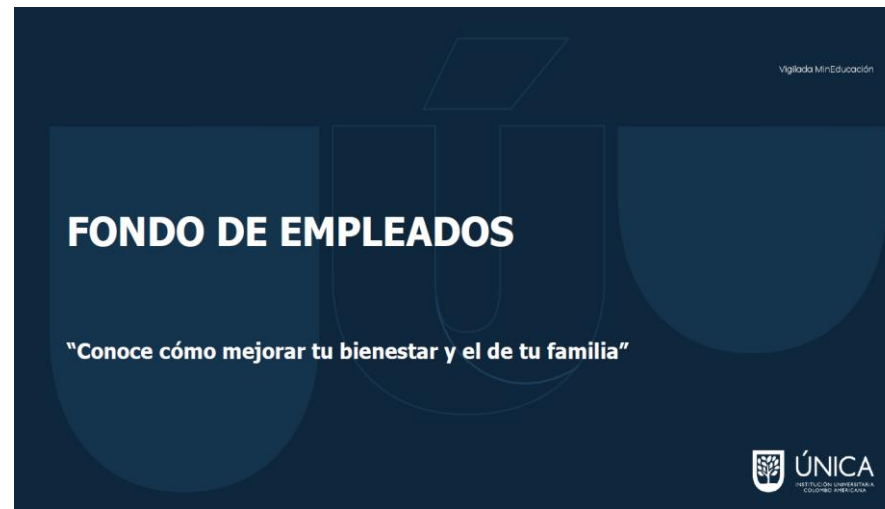 Vigilada MinEducación
FONDO DE EMPLEADOS
“Conoce cómo mejorar tu bienestar y el de tu familia”
ÚNICA
INSTITUCIÓN UNIVERSITARIA
COLOMBO AMERICANA